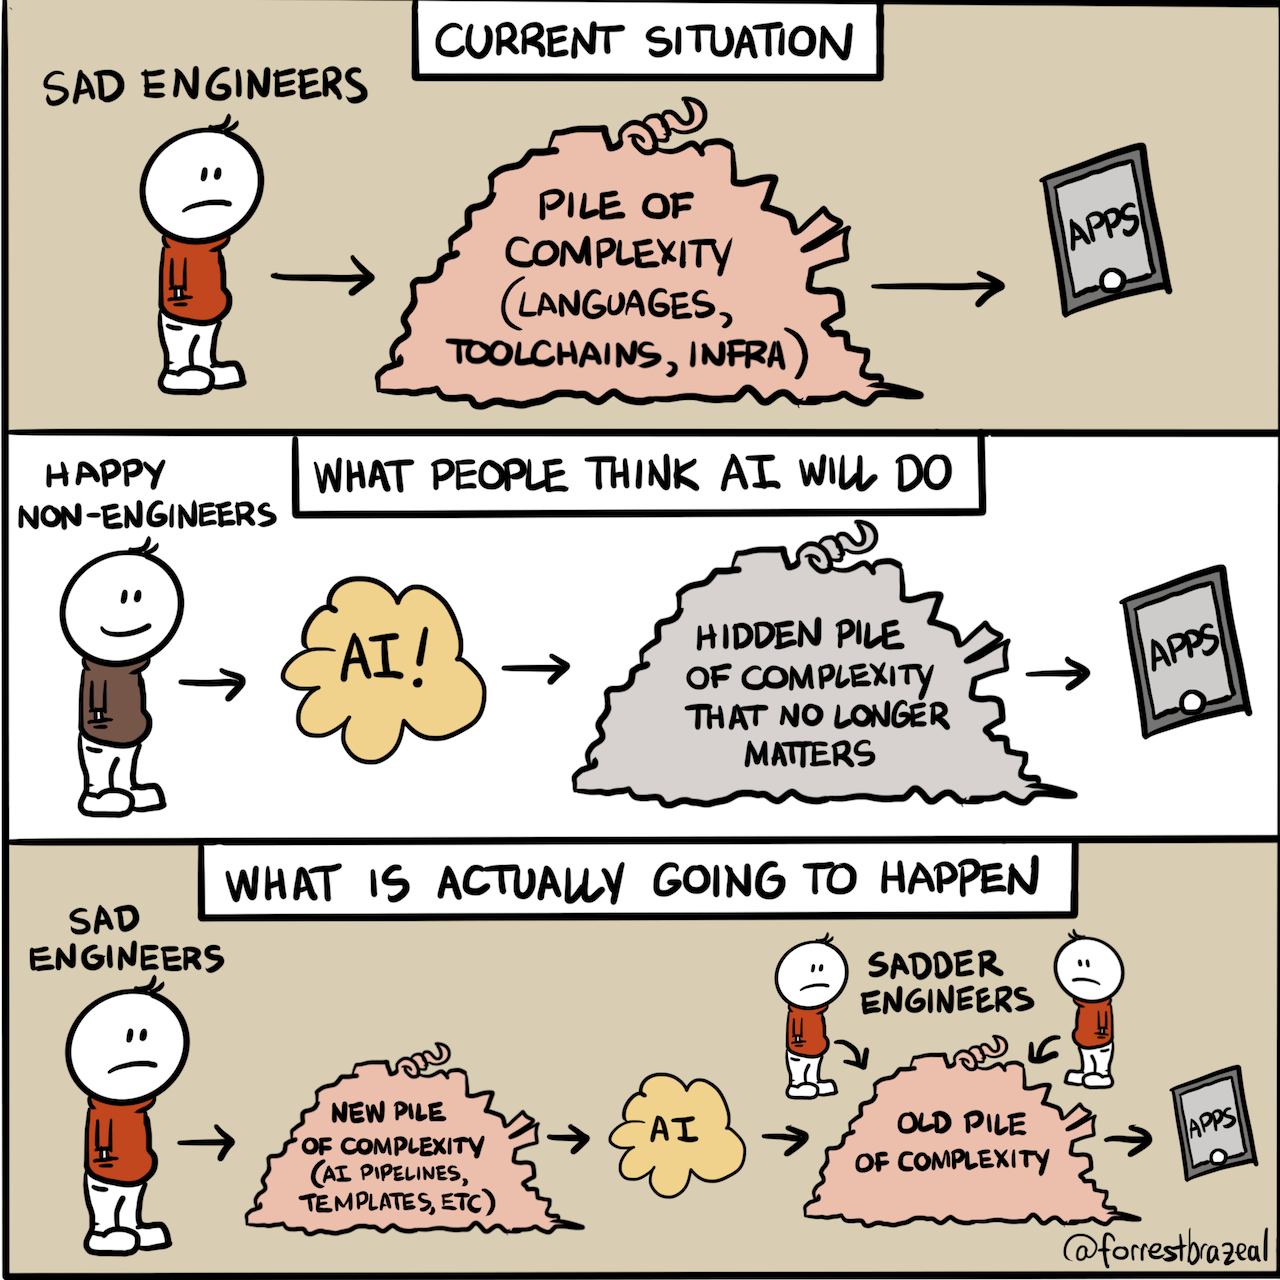 CURRENT SITUATION
SAD ENGINEERS
PILE OF
COMPLEXITY
(LANGUAGES,
TOOLCHAINS, INFRA)
APPS
WHAT PEOPLE THINK AI WILL DO
HAPPY
NON-ENGINEERS
AI!
HIDDEN PILE
OF COMPLEXITY
THAT NO LONGER
MATTERS
APPS
WHAT IS ACTUALLY GOING TO HAPPEN
SAD
ENGINEERS
NEW PILE
OF COMPLEXITY
(AI PIPELINES,
TEMPLATES, ETC)
AI
SADDER
ENGINEERS
OLD PILE
OF COMPLEXITY
APPS
@forrestbrazeal